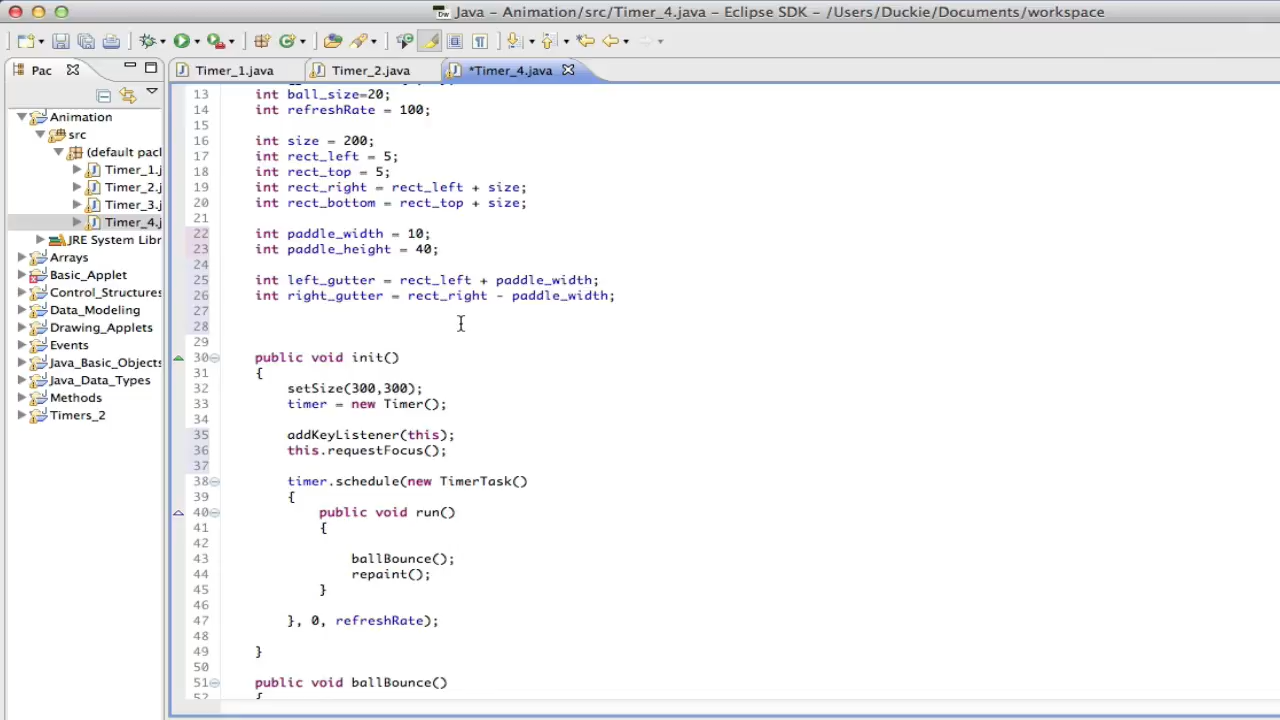 Java - Animation/src/Timer_4.java - Eclipse SDK - /Users/Duckie/Documents/workspace
Pac
Timer_1.java
Timer_2.java
*Timer_4.java
Animation
src
(default pacl
Timer_1.j
Timer_2.j
Timer_3.j
Timer_4.j
JRE System Libr
Arrays
Basic_Applet
Control_Structures
Data_Modeling
Drawing_Applets
Events
Java_Basic_Objects
Java_Data_Types
Methods
Timers_2
13 int ball_size=20;
14 int refreshRate = 100;
15
16 int size = 200;
17 int rect_left = 5;
18 int rect_top = 5;
19 int rect_right = rect_left + size;
20 int rect_bottom = rect_top + size;
21
22 int paddle_width = 10;
23 int paddle_height = 40;
24
25 int left_gutter = rect_left + paddle_width;
26 int right_gutter = rect_right - paddle_width;
27
28
29
30 public void init()
31 {
32 setSize(300,300);
33 timer = new Timer();
34
35 addKeyListener(this);
36 this.requestFocus();
37
38 timer.schedule(new TimerTask()
39 {
40 public void run()
41 {
42
43 ballBounce();
44 repaint();
45 }
46
47 }, 0, refreshRate);
48
49 }
50
51 public void ballBounce()
52 {